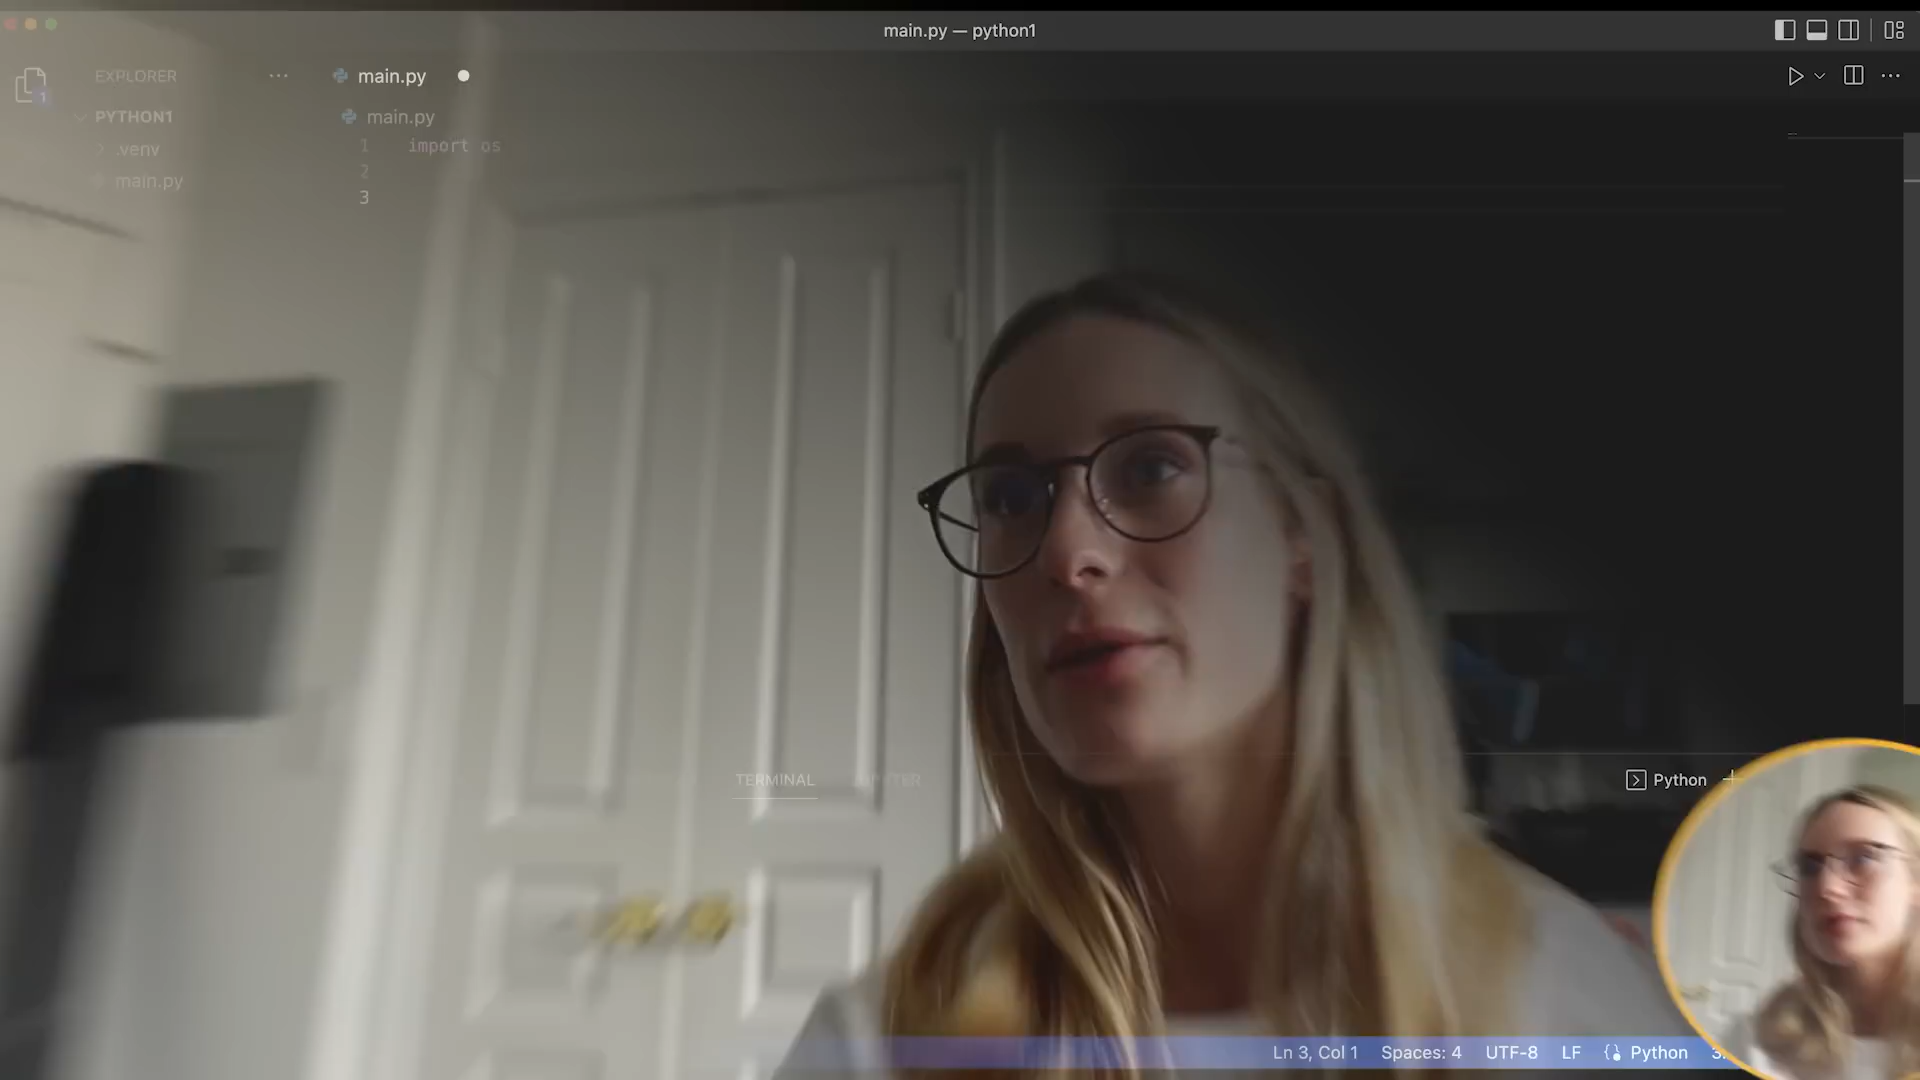 main.py — python1
EXPLORER
main.py
PYTHON1
main.py
1 import os
.venv
2
main.py
3
TERMINAL
Python
Ln 3, Col 1 Spaces: 4 UTF-8 LF Python